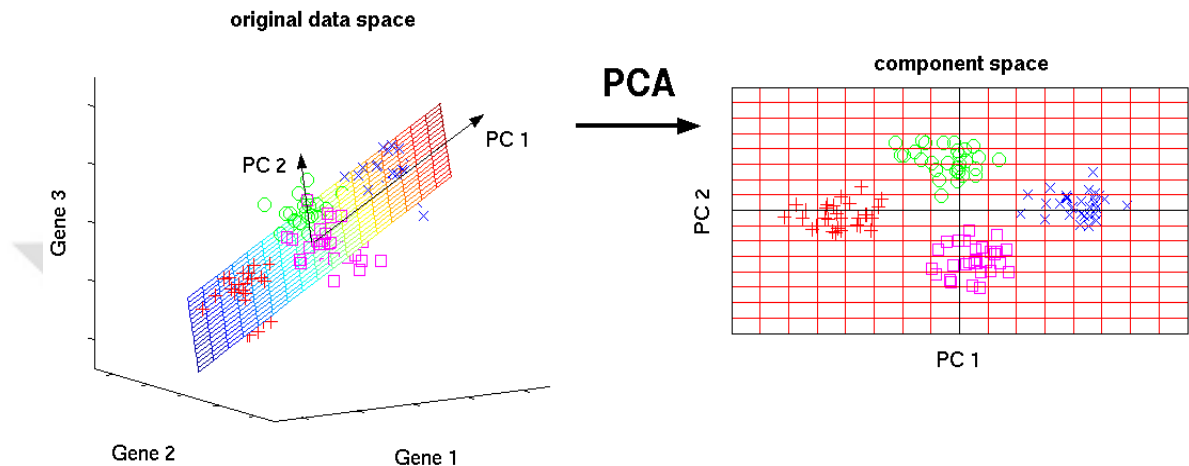 original data space
PC 1
PC 2
Gene 3
Gene 2
Gene 1
PCA
component space
PC 2
PC 1